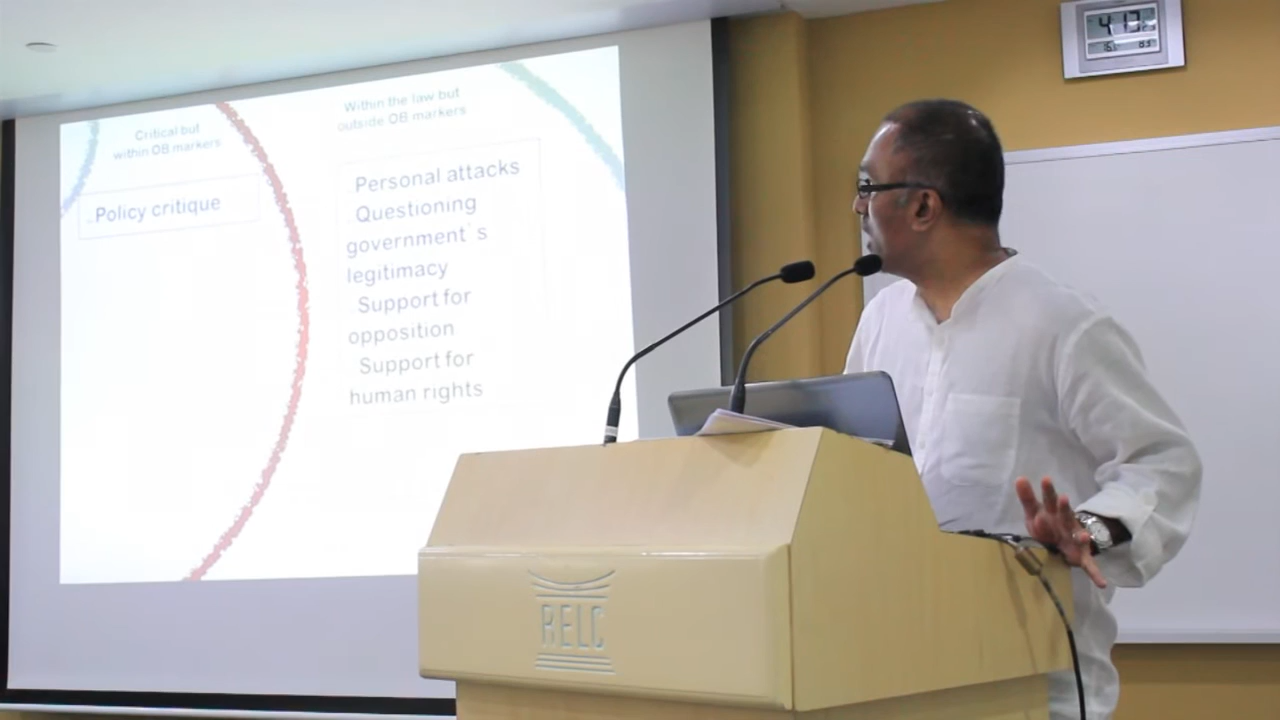 Critical but
within OB markers
Policy critique
Within the law but
outside OB markers
Personal attacks
Questioning
government's
legitimacy
Support for
opposition
Support for
human rights
RELC